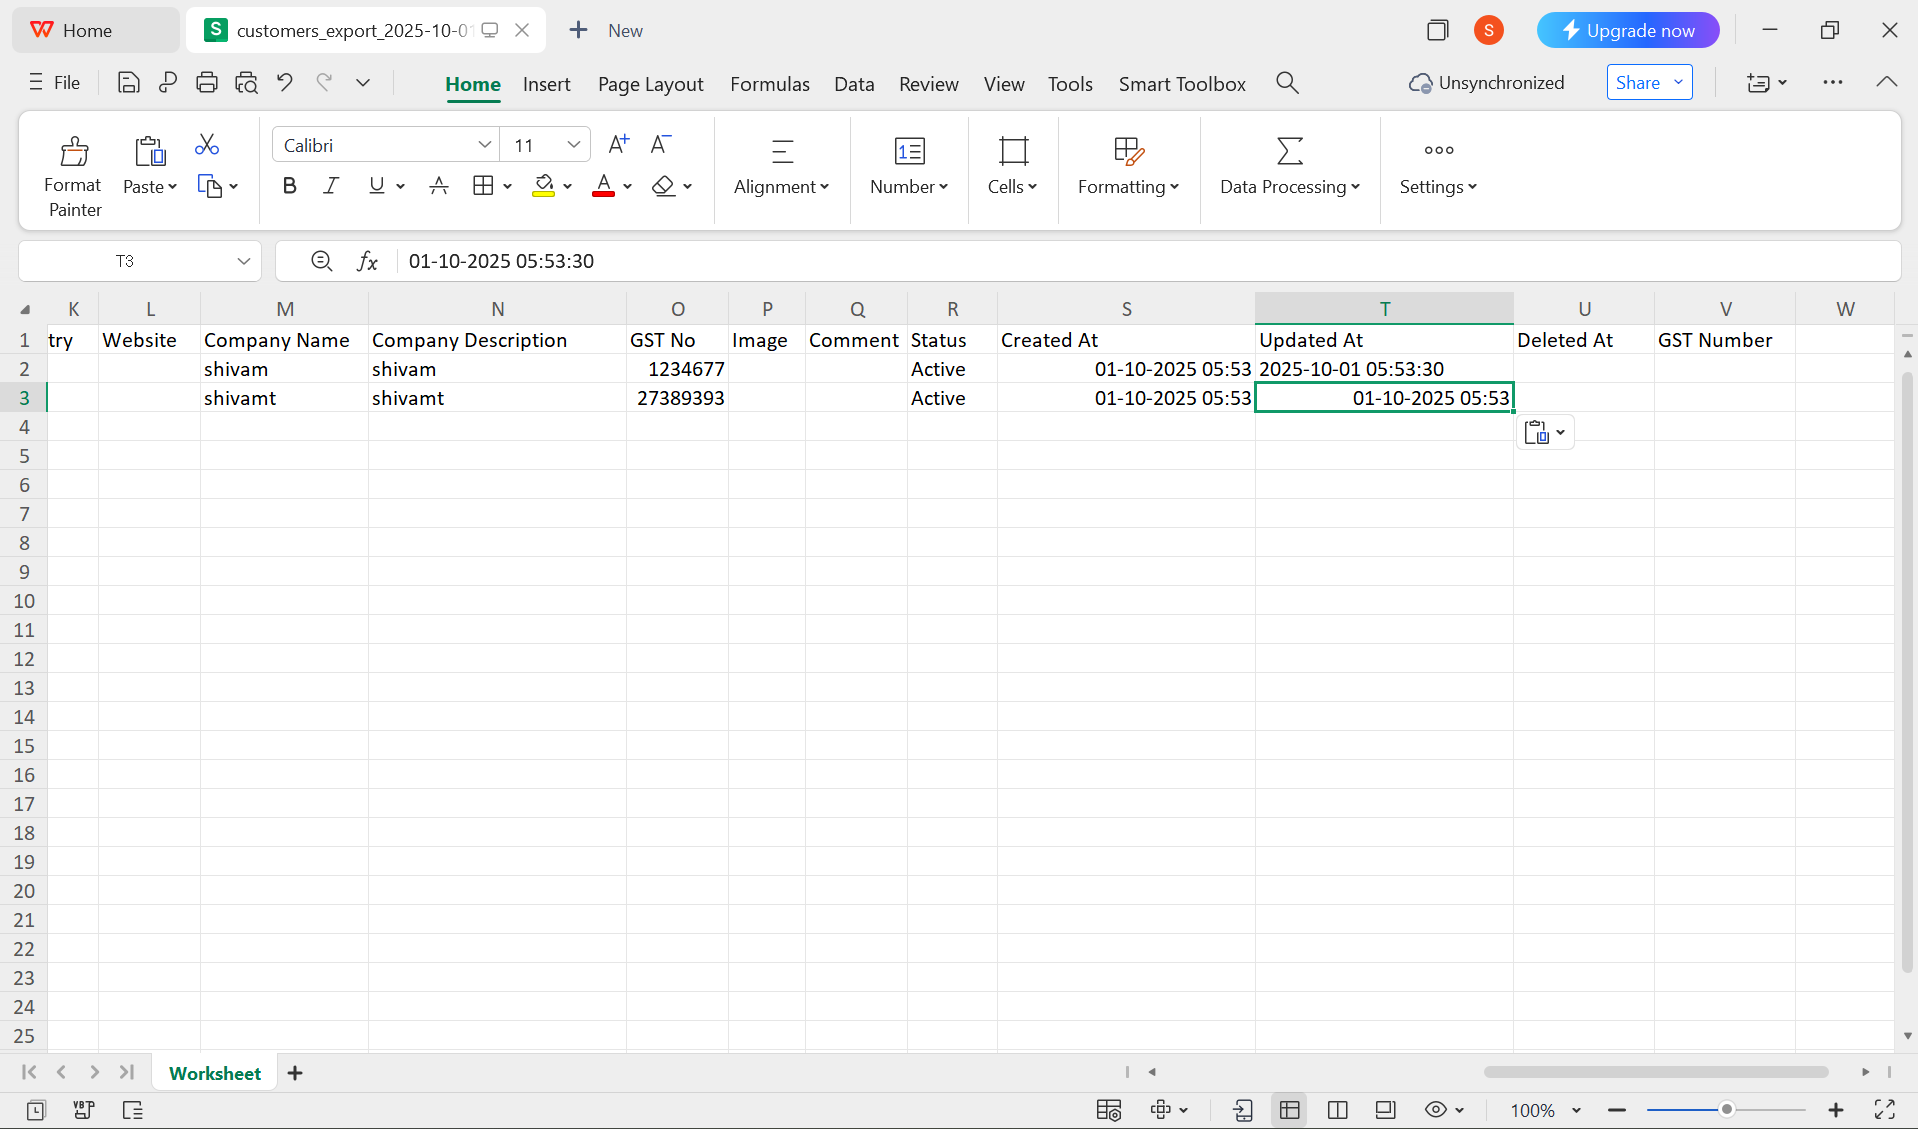 Home
customers_export_2025-10-01
New
S
Upgrade now
File
Home Insert Page Layout Formulas Data Review View Tools Smart Toolbox
Unsynchronized
Share
Format Painter
Paste
Calibri
11
Alignment
Number
Cells
Formatting
Data Processing
Settings
T3
fx
01-10-2025 05:53:30
K L M N O P Q R S T U V W
1 try Website Company Name Company Description GST No Image Comment Status Created At Updated At Deleted At GST Number
2 shivam shivam 1234677 Active 01-10-2025 05:53 2025-10-01 05:53:30
3 shivamt shivamt 27389393 Active 01-10-2025 05:53 01-10-2025 05:53
4
5
6
7
8
9
10
11
12
13
14
15
16
17
18
19
20
21
22
23
24
25
Worksheet
100%